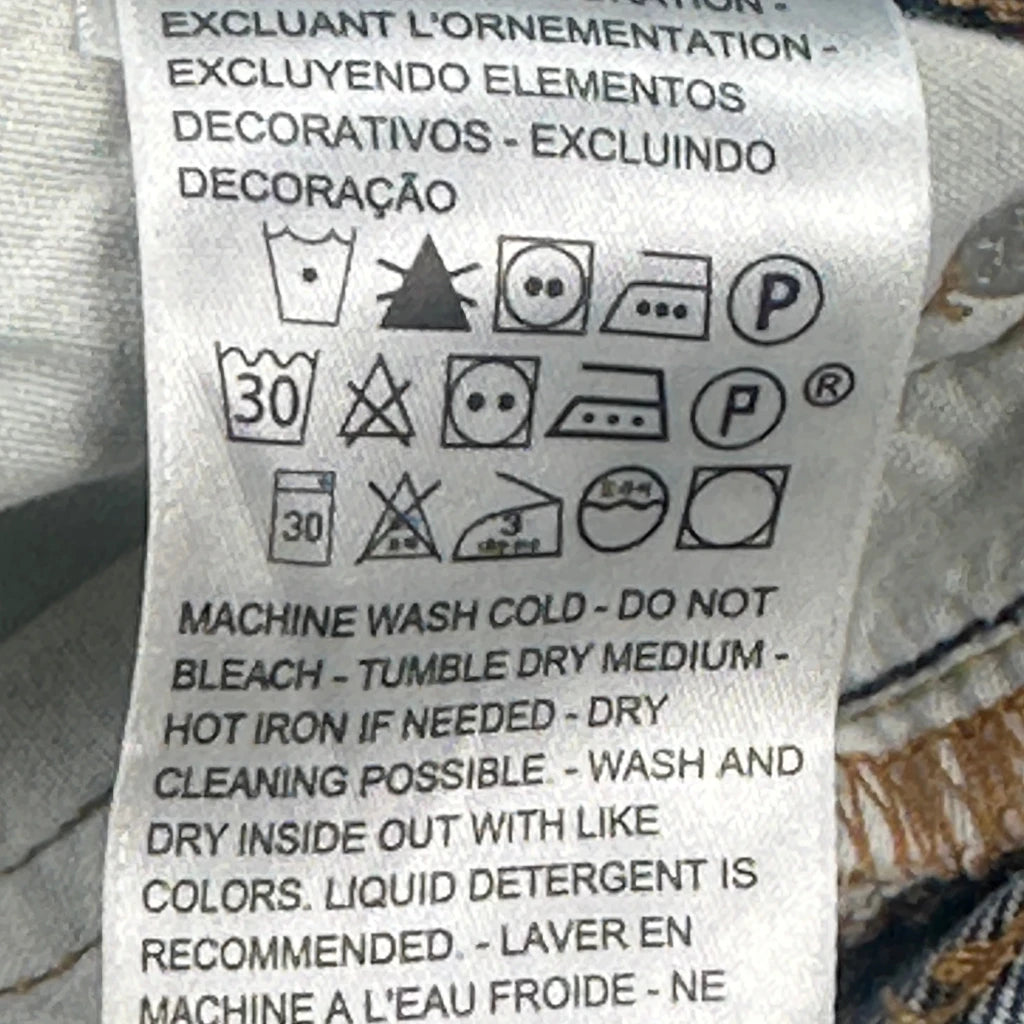 EXCLUANT L'ORNEMENTATION -
EXCLUYENDO ELEMENTOS
DECORATIVOS - EXCLUINDO
DECORAÇÃO
P
30 P ®
30 3
MACHINE WASH COLD - DO NOT
BLEACH - TUMBLE DRY MEDIUM -
HOT IRON IF NEEDED - DRY
CLEANING POSSIBLE. - WASH AND
DRY INSIDE OUT WITH LIKE
COLORS. LIQUID DETERGENT IS
RECOMMENDED. - LAVER EN
MACHINE A L'EAU FROIDE - NE